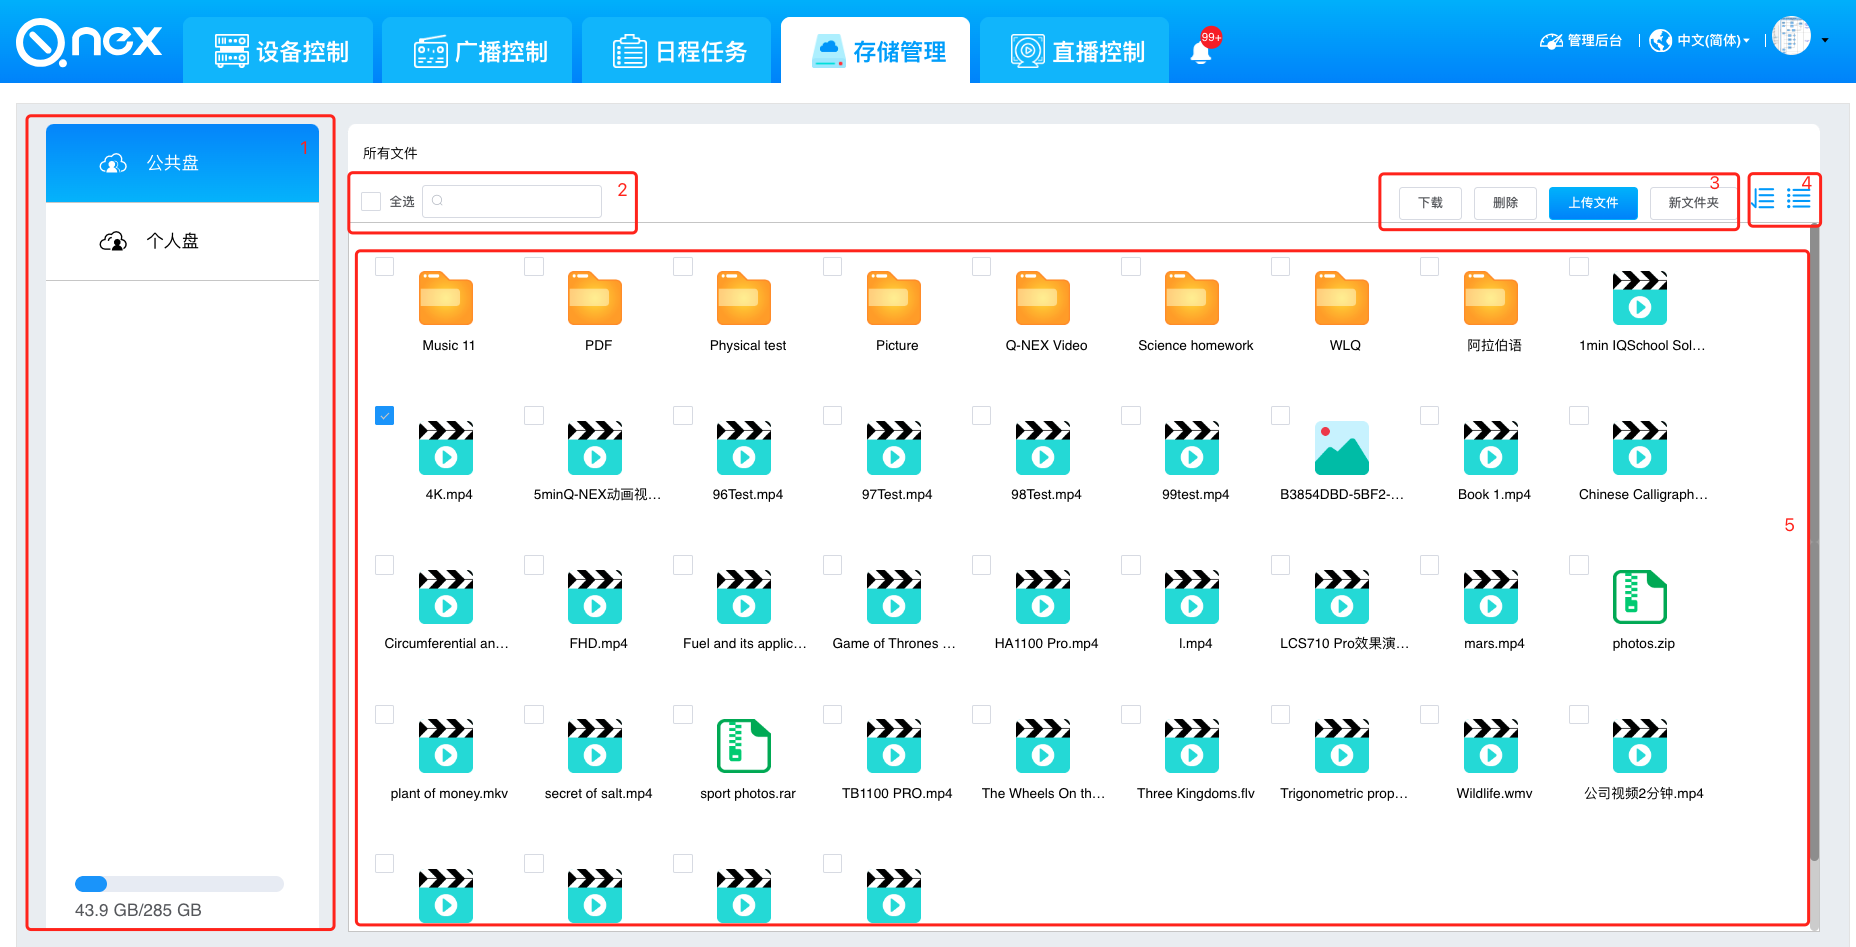 Qnex
设备控制
广播控制
日程任务
存储管理
直播控制
99+
管理后台
中文(简体)
1
公共盘
个人盘
43.9 GB/285 GB
所有文件
全选
2
下载
删除
上传文件
新文件夹
3
4
Music 11
PDF
Physical test
Picture
Q-NEX Video
Science homework
WLQ
阿拉伯语
1min IQSchool Sol...
4K.mp4
5minQ-NEX动画视...
96Test.mp4
97Test.mp4
98Test.mp4
99test.mp4
B3854DBD-5BF2-...
Book 1.mp4
Chinese Calligraph...
5
Circumferential an...
FHD.mp4
Fuel and its applic...
Game of Thrones ...
HA1100 Pro.mp4
l.mp4
LCS710 Pro效果演...
mars.mp4
photos.zip
plant of money.mkv
secret of salt.mp4
sport photos.rar
TB1100 PRO.mp4
The Wheels On th...
Three Kingdoms.flv
Trigonometric prop...
Wildlife.wmv
公司视频2分钟.mp4